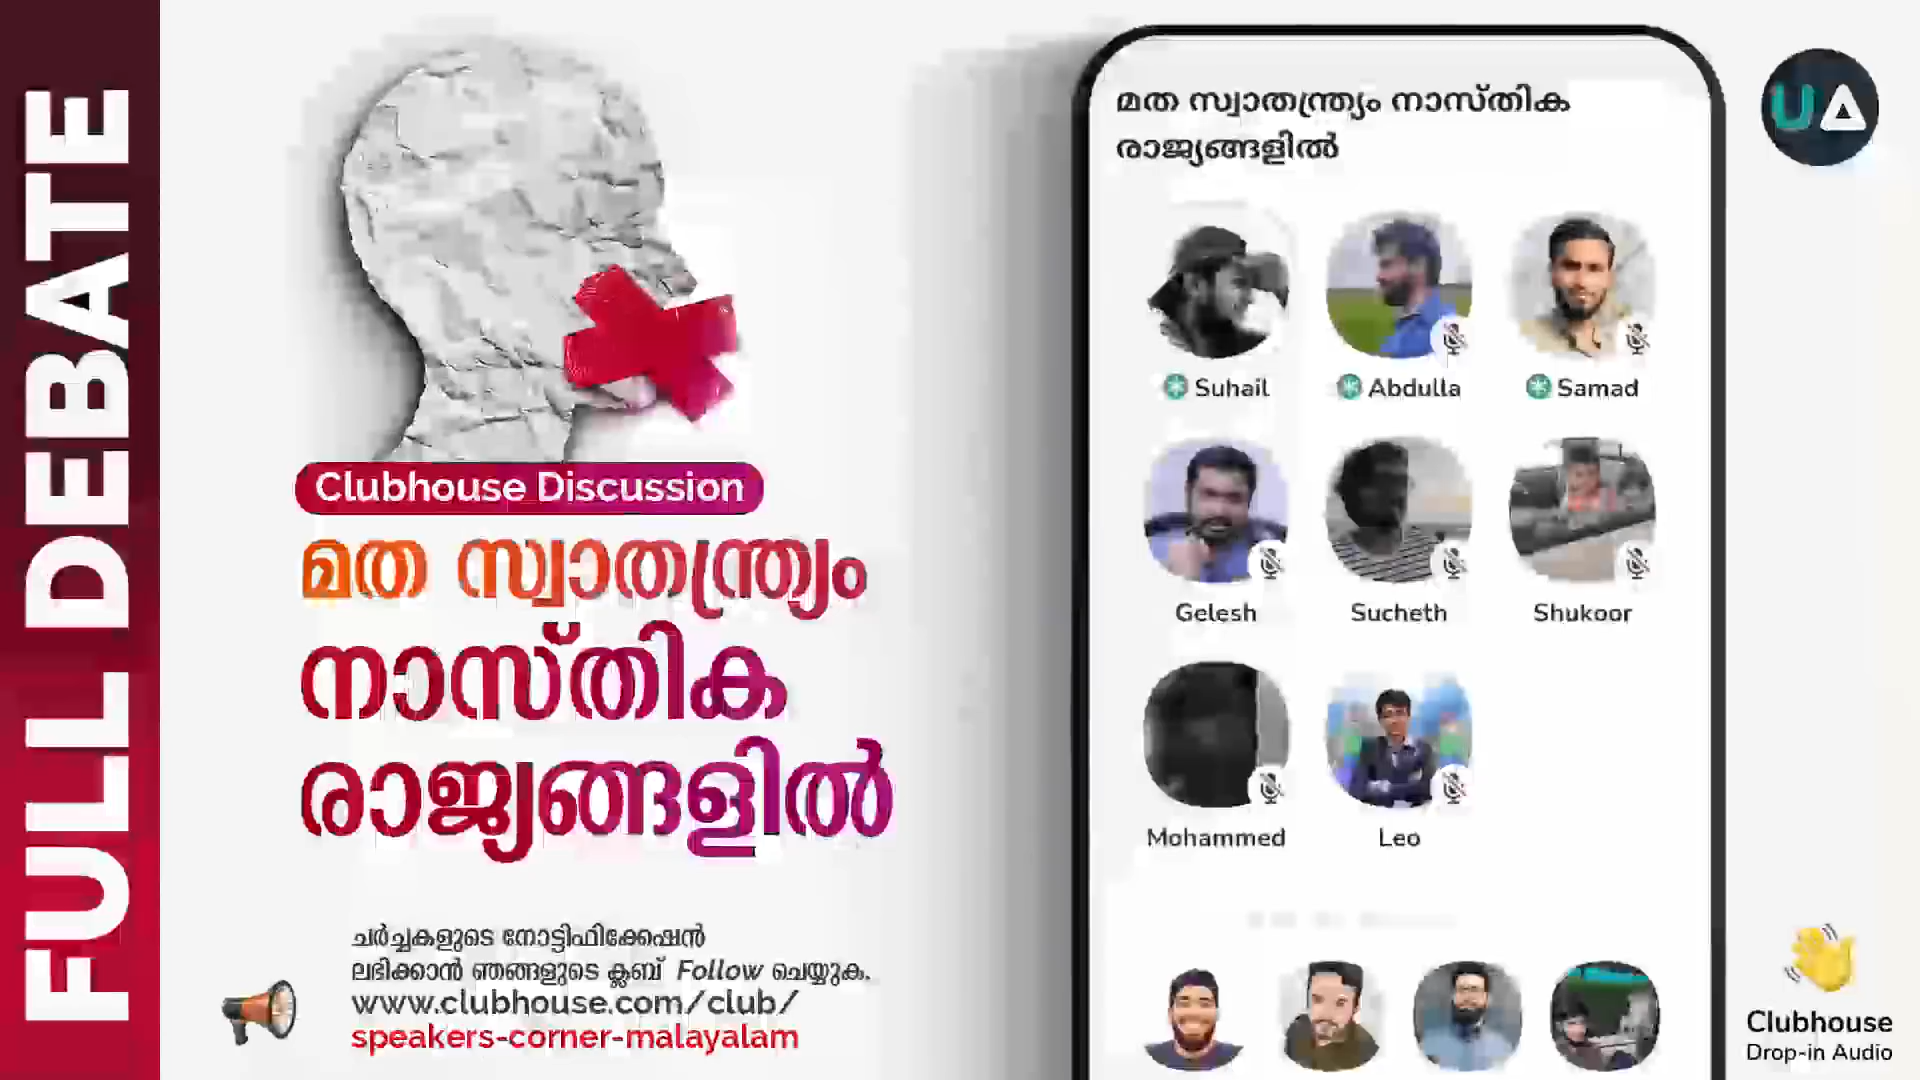 FULL DEBATE
Clubhouse Discussion
മത സ്വാതന്ത്ര്യം
നാസ്തിക
രാജ്യങ്ങളിൽ
ചർച്ചകളുടെ നോട്ടിഫിക്കേഷൻ
ലഭിക്കാൻ ഞങ്ങളുടെ ക്ലബ് Follow ചെയ്യുക.
www.clubhouse.com/club/
speakers-corner-malayalam
മത സ്വാതന്ത്ര്യം നാസ്തിക
രാജ്യങ്ങളിൽ
Suhail Abdulla Samad
Gelesh Sucheth Shukoor
Mohammed Leo
UA
Clubhouse
Drop-in Audio